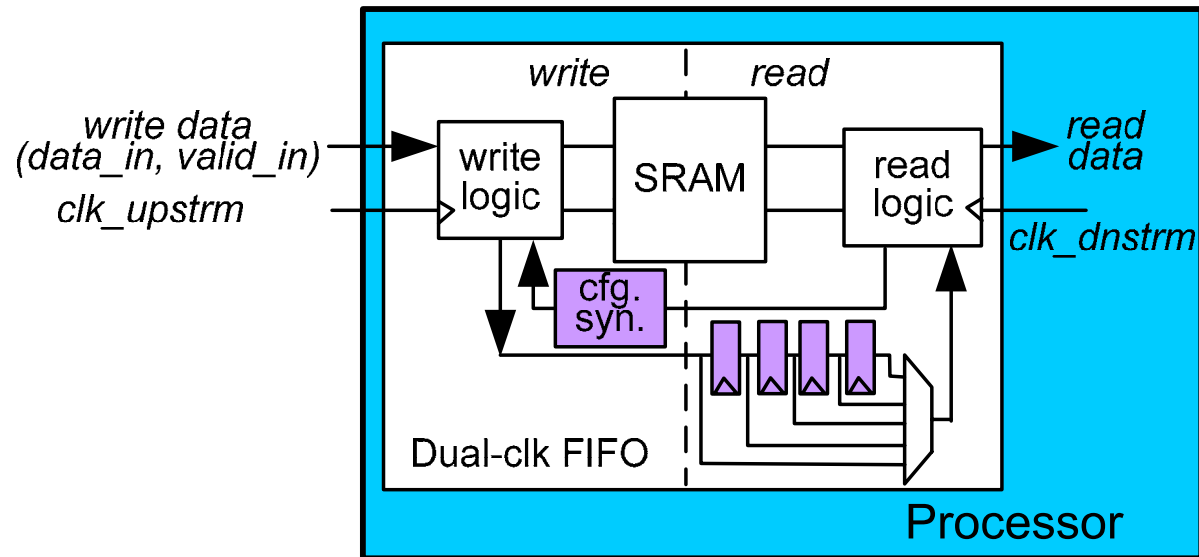 write
read
write data
(data_in, valid_in)
clk_upstrm
write
logic
SRAM
read
logic
read
data
clk_dnstrm
cfg.
syn.
Dual-clk FIFO
Processor